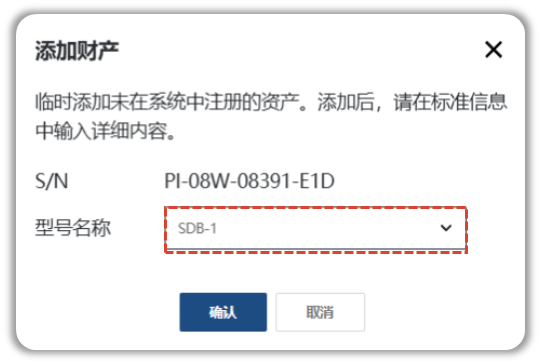 添加财产
临时添加未在系统中注册的资产。添加后，请在标准信息
中输入详细内容。
S/N PI-08W-08391-E1D
型号名称 SDB-1
确认 取消